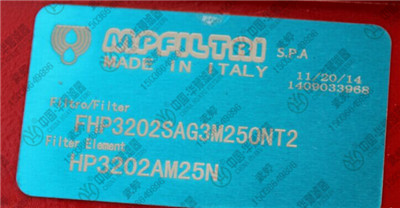 MPFILTRI S.P.A
MADE IN ITALY
11/20/14
1409033968
Filtro/Filter
FHP3202SAG3M250NT2
Filter Element
HP3202AM25N